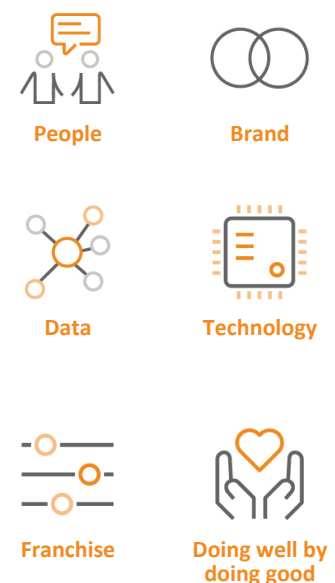 People
Brand
Data
Technology
Franchise
Doing well by
doing good